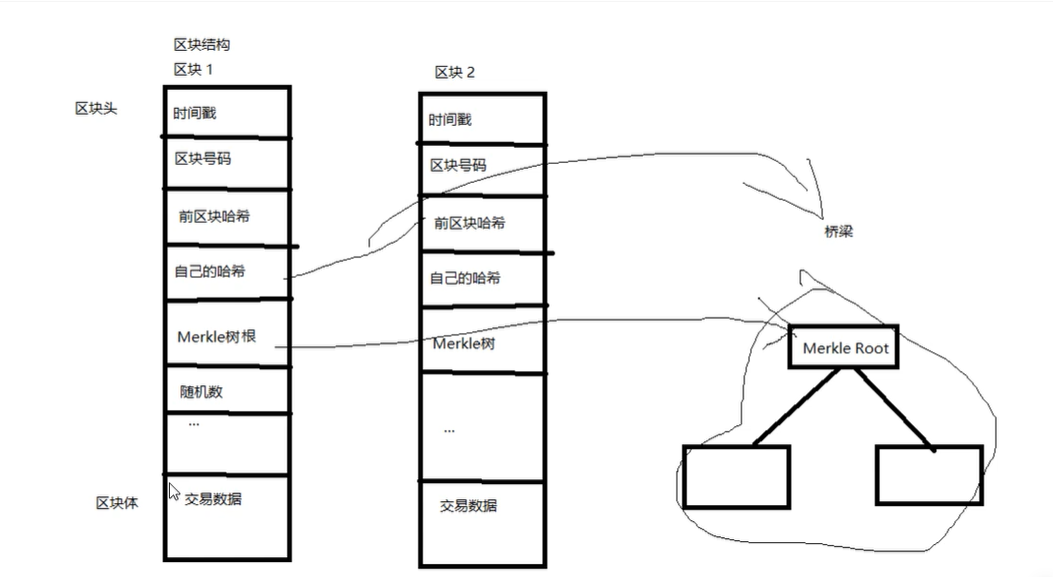 区块结构
区块 1
区块头
时间戳
区块号码
前区块哈希
自己的哈希
Merkle树根
随机数
...
区块体
交易数据
区块 2
时间戳
区块号码
前区块哈希
自己的哈希
Merkle树
...
交易数据
桥梁
Merkle Root